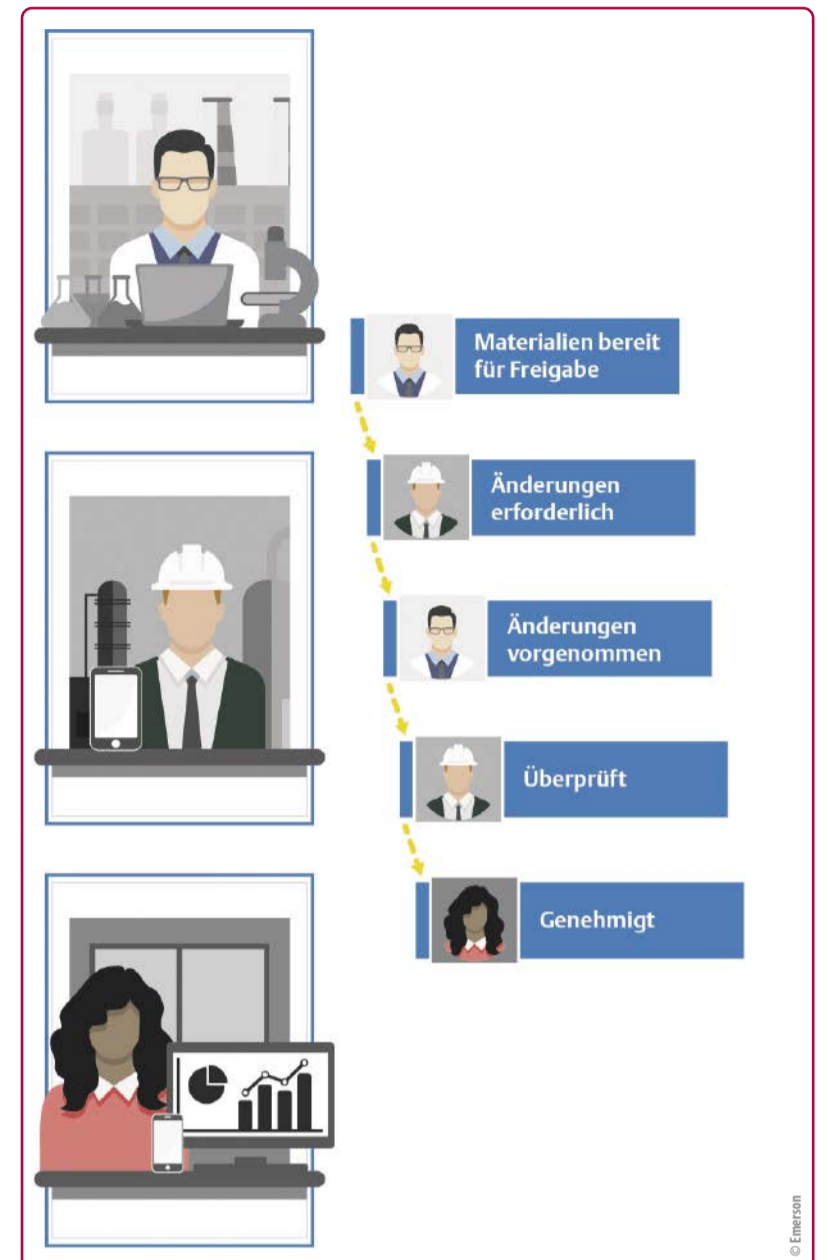 Materialien bereit
für Freigabe
Änderungen
erforderlich
Änderungen
vorgenommen
Überprüft
Genehmigt
© Emerson